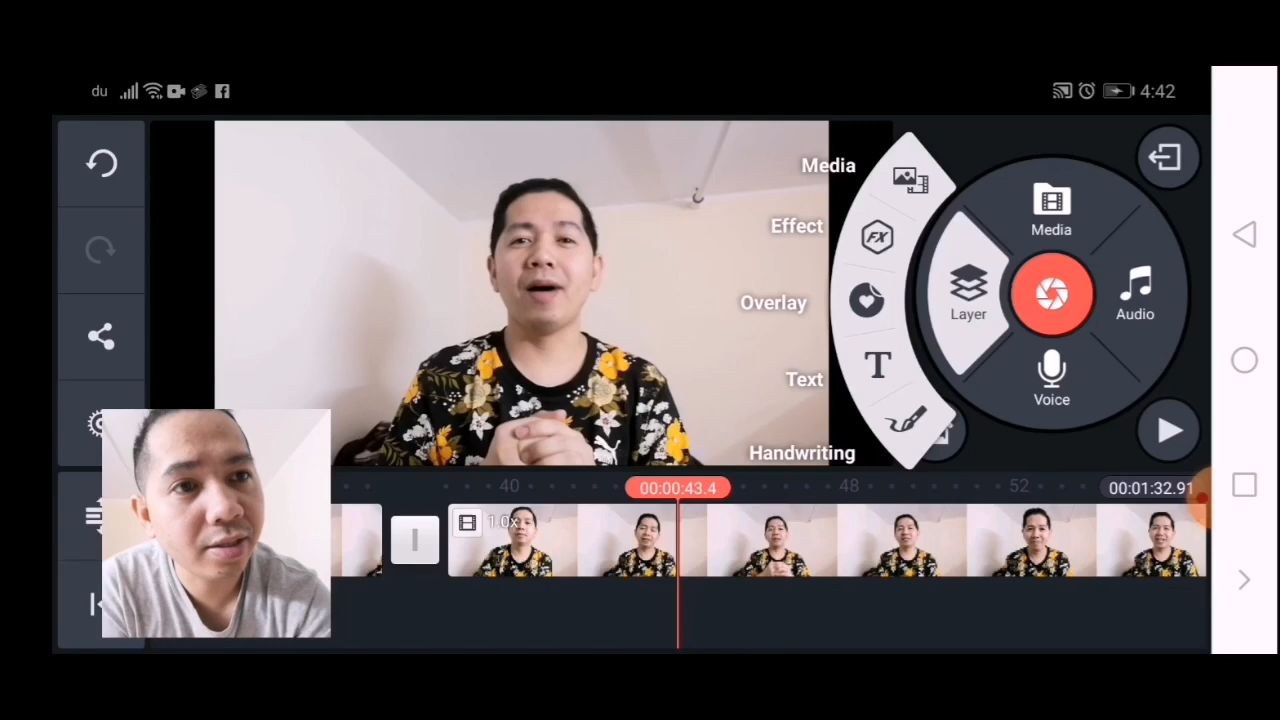 du
4:42
Media
Effect
Overlay
Text
Handwriting
FX
T
Media
Layer
Audio
Voice
40
00:00:43.4
48
52
00:01:32.91
1.0x